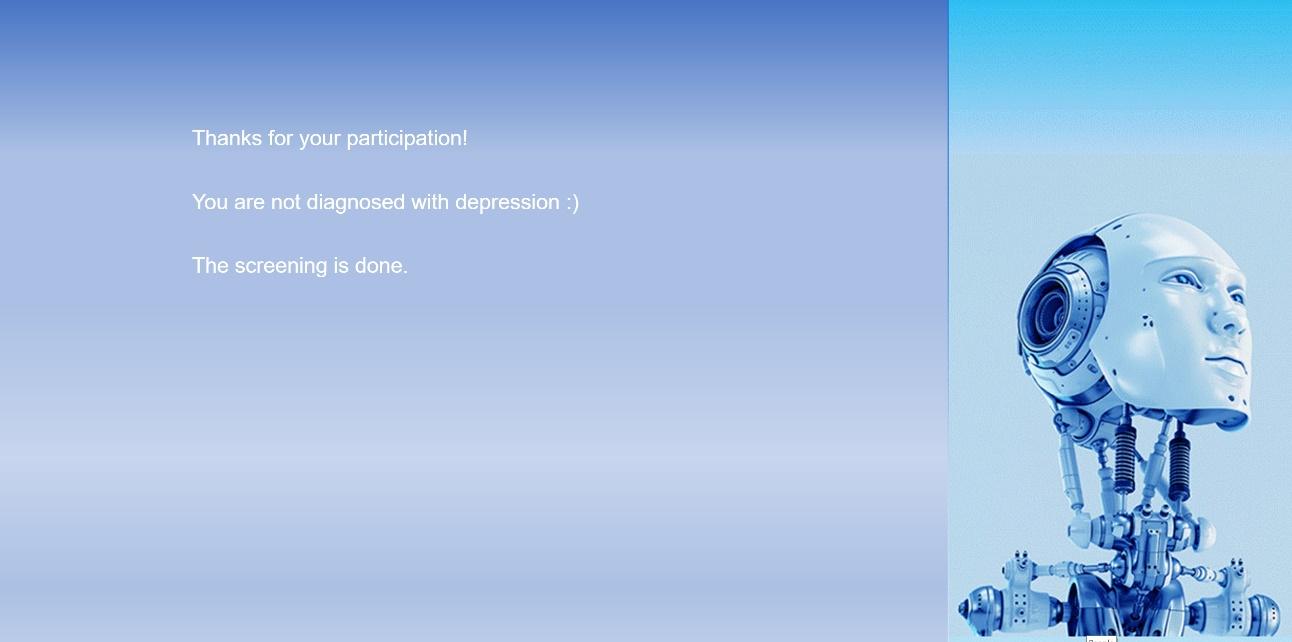 Thanks for your participation!
You are not diagnosed with depression :)
The screening is done.